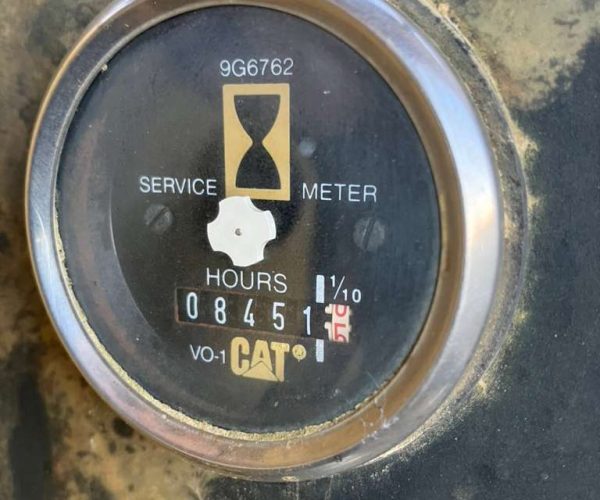 9G6762
SERVICE METER
HOURS 1/10
08451
VO-1 CAT